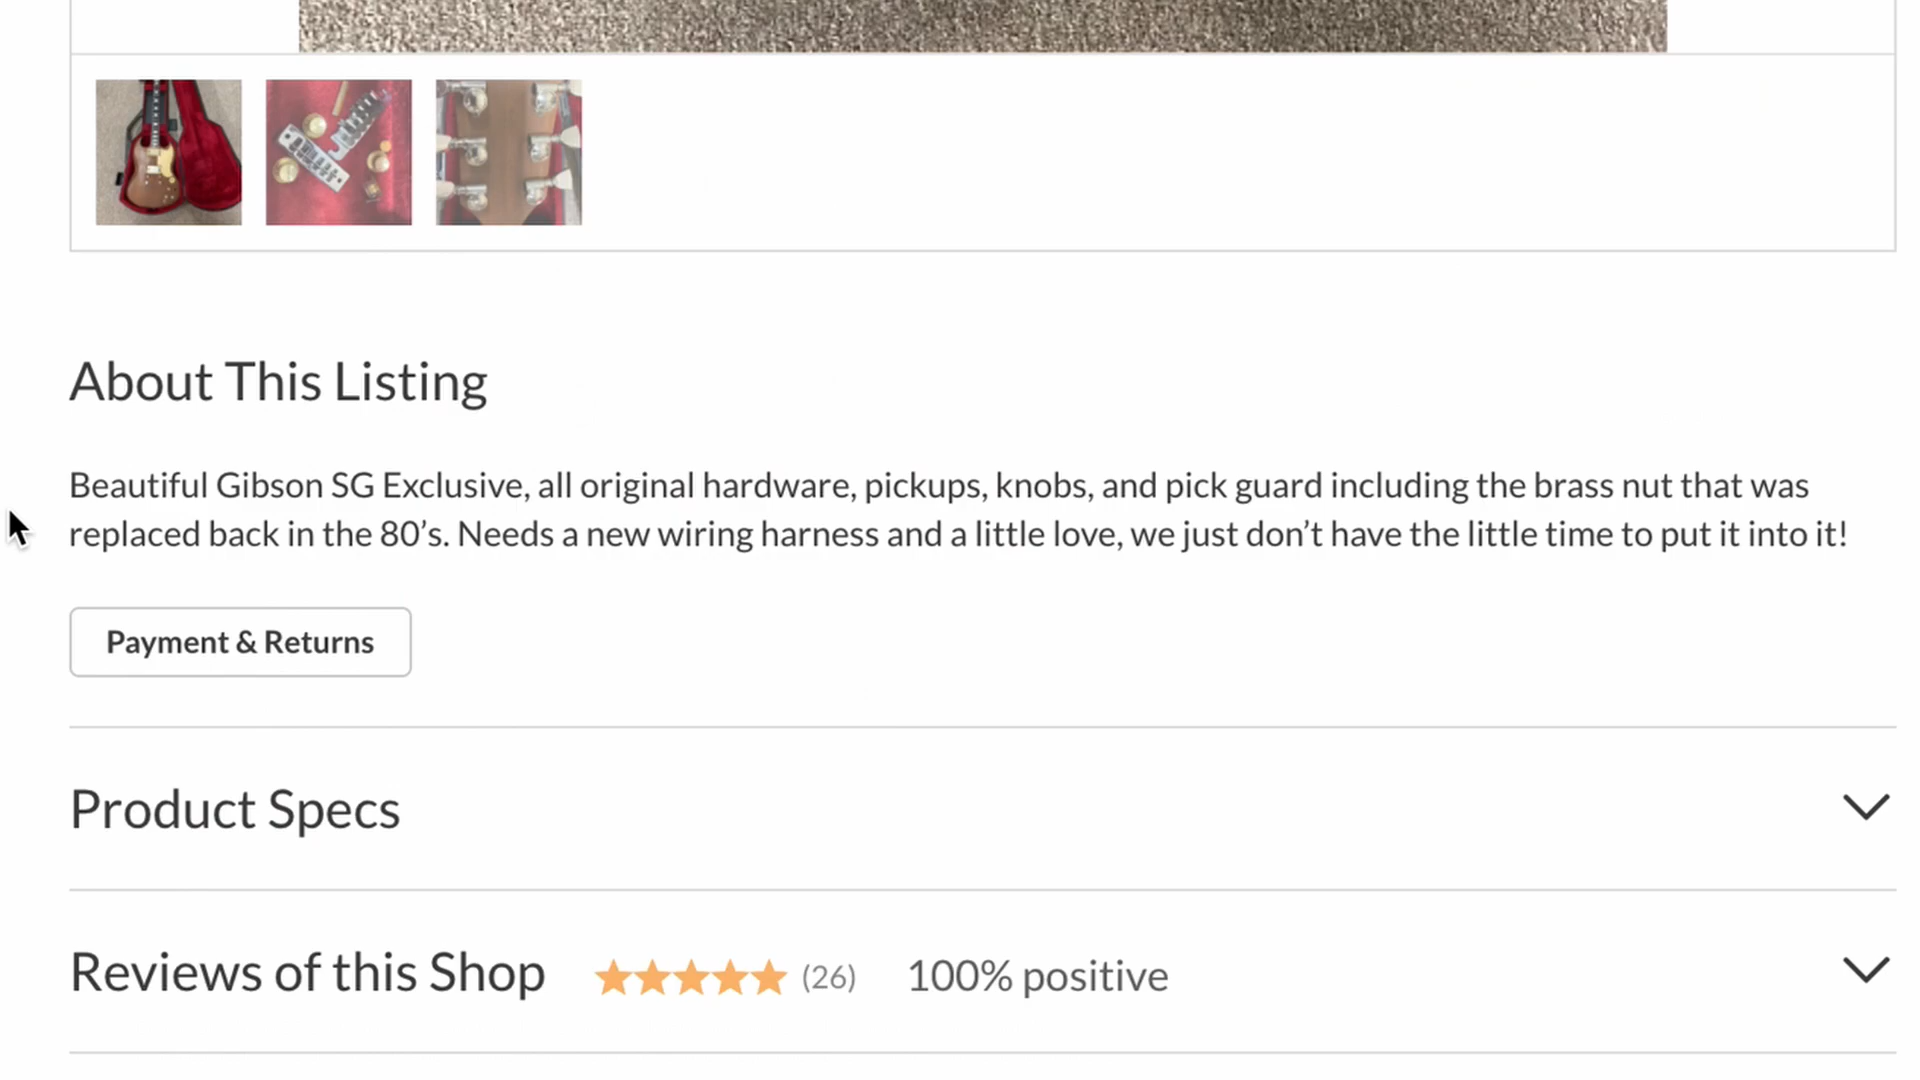 About This Listing
Beautiful Gibson SG Exclusive, all original hardware, pickups, knobs, and pick guard including the brass nut that was
replaced back in the 80’s. Needs a new wiring harness and a little love, we just don’t have the little time to put it into it!
Payment & Returns
Product Specs
Reviews of this Shop (26) 100% positive